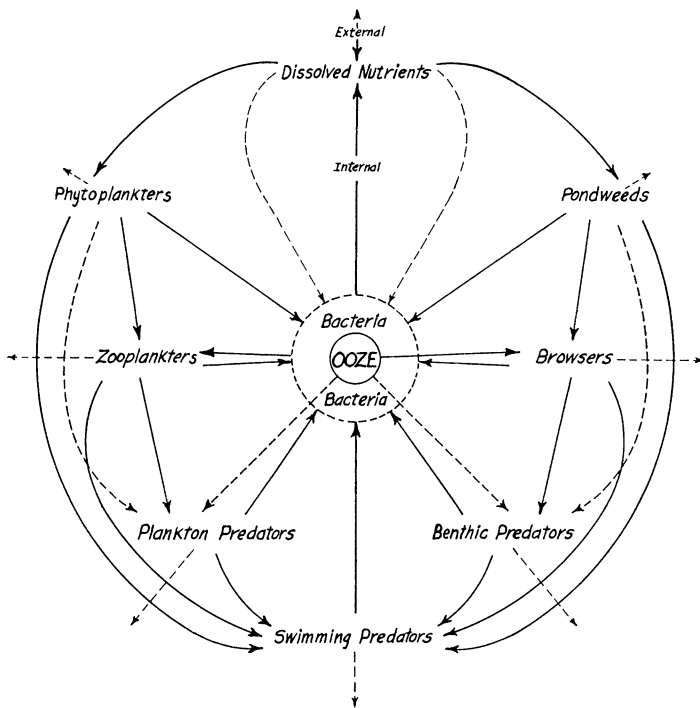 External
Dissolved Nutrients
Internal
Phytoplankters
Pondweeds
Bacteria
Zooplankters
OOZE
Browsers
Bacteria
Plankton Predators
Benthic Predators
Swimming Predators